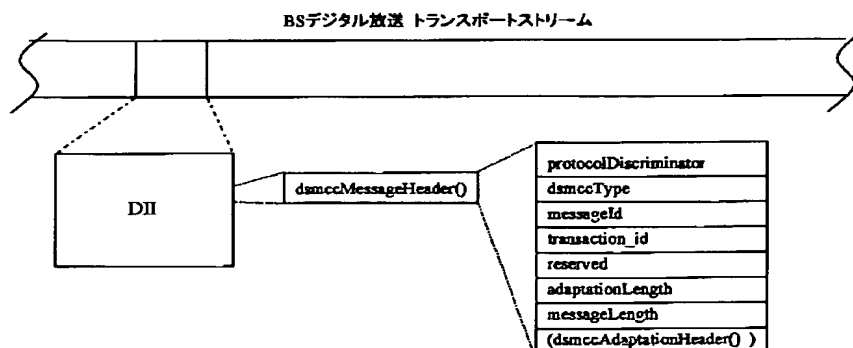 BSデジタル放送 トランスポートストリーム
DII
dsmccMessageHeader()
protocolDiscriminator
dsmccType
messageId
transaction_id
reserved
adaptationLength
messageLength
(dsmccAdaptationHeader() )